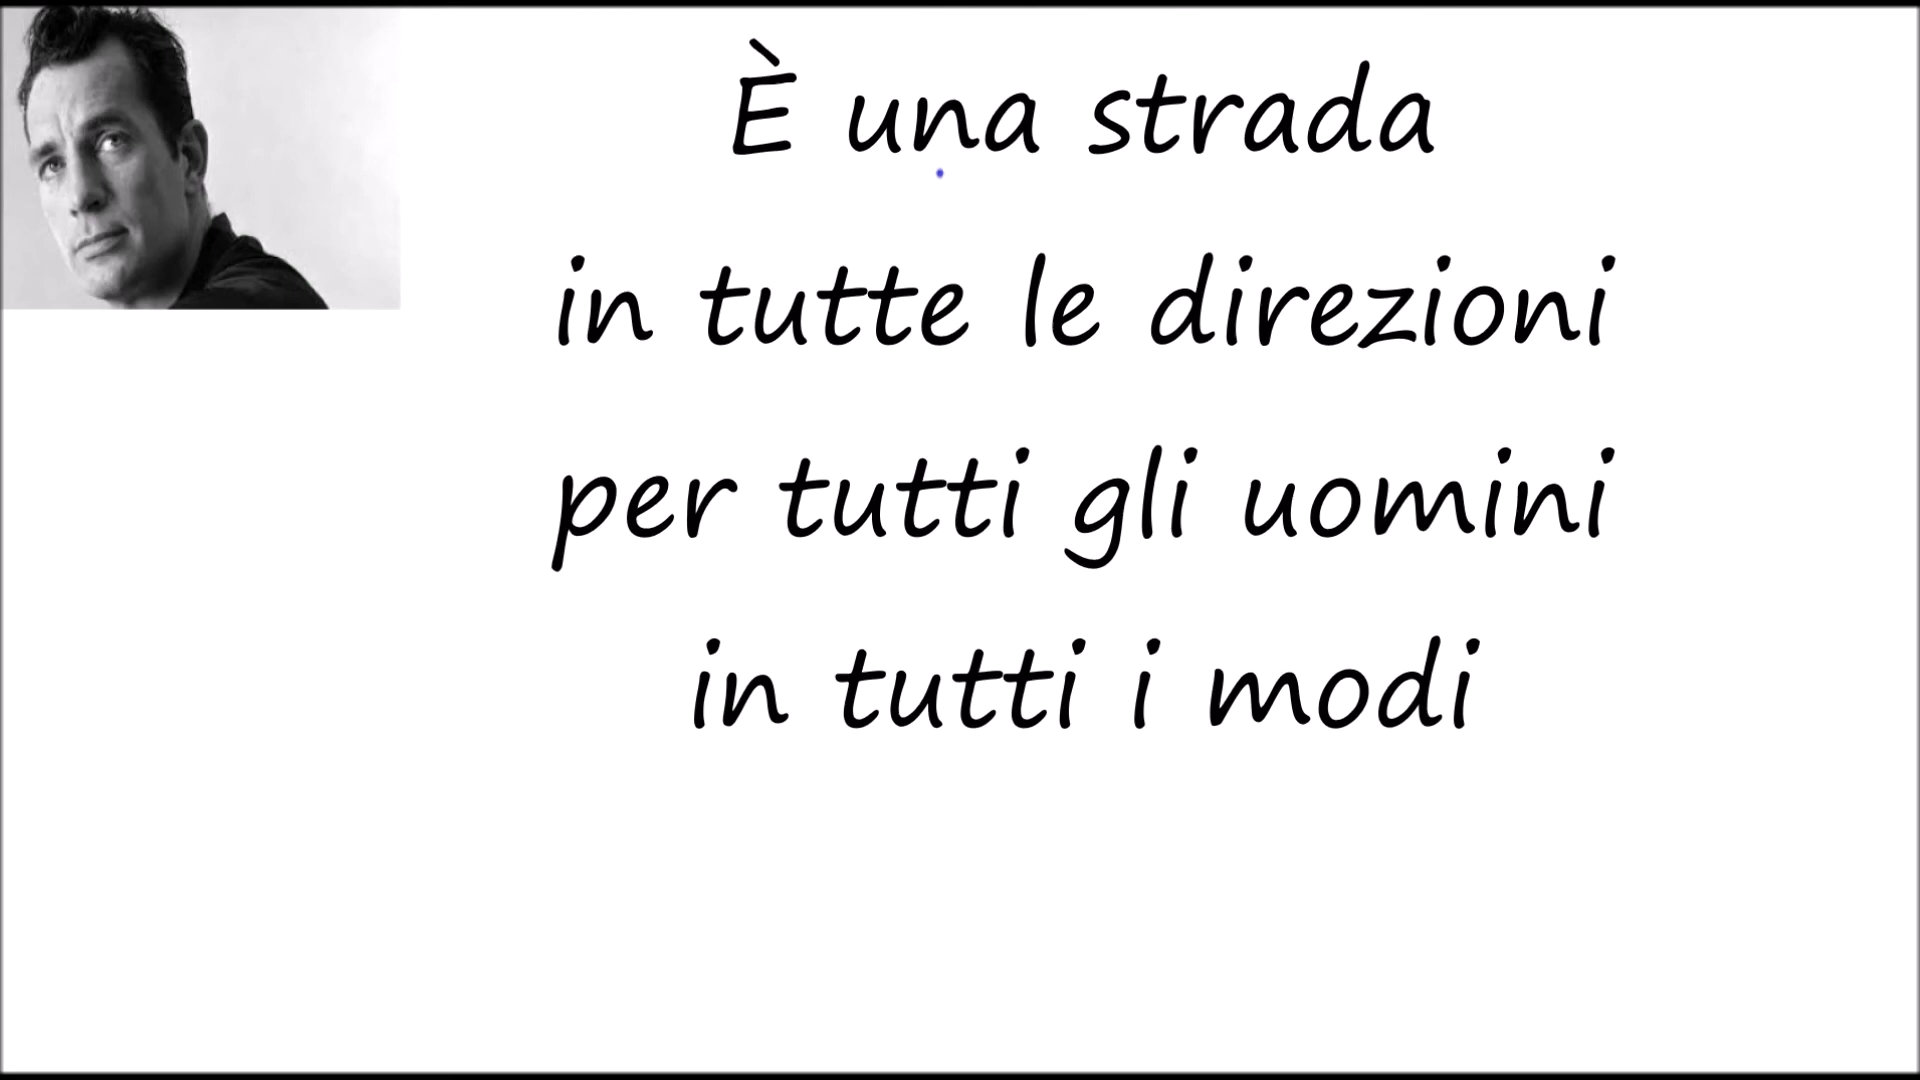 È una strada
in tutte le direzioni
per tutti gli uomini
in tutti i modi